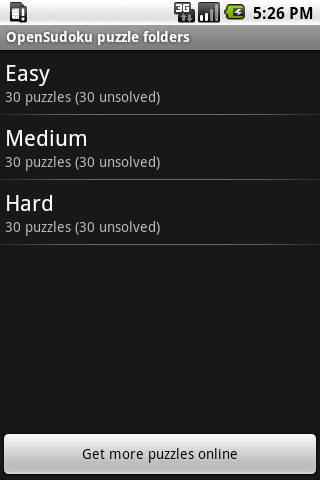 3G 5:26 PM
OpenSudoku puzzle folders
Easy
30 puzzles (30 unsolved)
Medium
30 puzzles (30 unsolved)
Hard
30 puzzles (30 unsolved)
Get more puzzles online